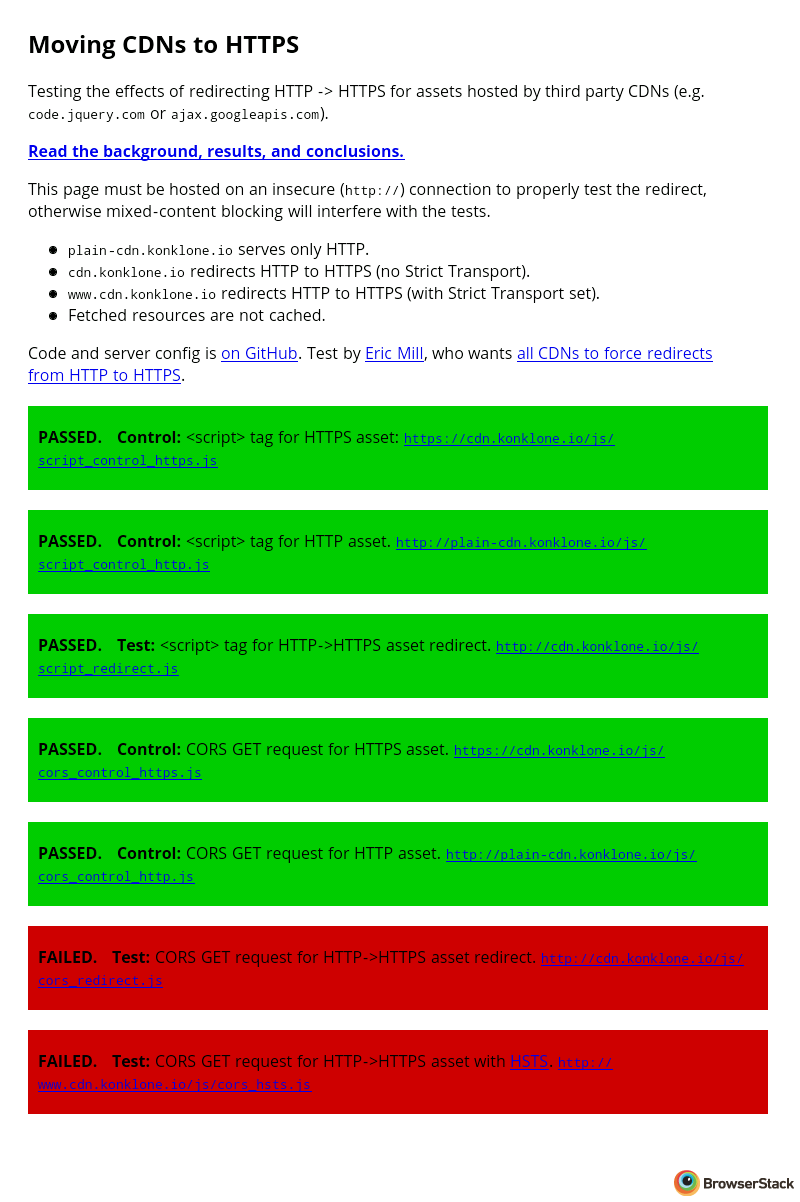 Moving CDNs to HTTPS
Testing the effects of redirecting HTTP -> HTTPS for assets hosted by third party CDNs (e.g.
code.jquery.com or ajax.googleapis.com).
Read the background, results, and conclusions.
This page must be hosted on an insecure (http://) connection to properly test the redirect,
otherwise mixed-content blocking will interfere with the tests.
plain-cdn.konklone.io serves only HTTP.
cdn.konklone.io redirects HTTP to HTTPS (no Strict Transport).
www.cdn.konklone.io redirects HTTP to HTTPS (with Strict Transport set).
Fetched resources are not cached.
Code and server config is on GitHub. Test by Eric Mill, who wants all CDNs to force redirects
from HTTP to HTTPS.
PASSED. Control: <script> tag for HTTPS asset: https://cdn.konklone.io/js/
script_control_https.js
PASSED. Control: <script> tag for HTTP asset. http://plain-cdn.konklone.io/js/
script_control_http.js
PASSED. Test: <script> tag for HTTP->HTTPS asset redirect. http://cdn.konklone.io/js/
script_redirect.js
PASSED. Control: CORS GET request for HTTPS asset. https://cdn.konklone.io/js/
cors_control_https.js
PASSED. Control: CORS GET request for HTTP asset. http://plain-cdn.konklone.io/js/
cors_control_http.js
FAILED. Test: CORS GET request for HTTP->HTTPS asset redirect. http://cdn.konklone.io/js/
cors_redirect.js
FAILED. Test: CORS GET request for HTTP->HTTPS asset with HSTS. http://
www.cdn.konklone.io/js/cors_hsts.js
BrowserStack